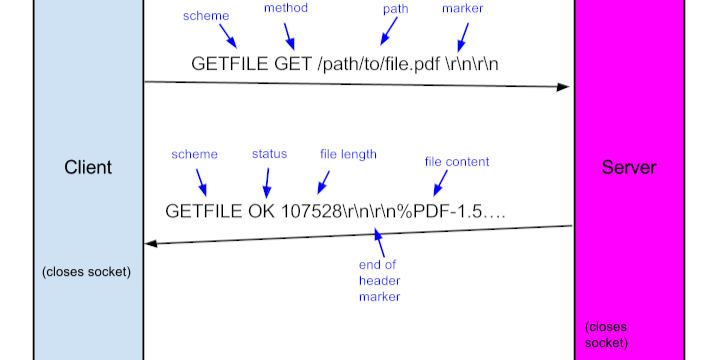 scheme
method
path
marker
GETFILE GET /path/to/file.pdf \r\n\r\n
Client
Server
scheme
status
file length
file content
GETFILE OK 107528\r\n\r\n%PDF-1.5....
end of
header
marker
(closes socket)
(closes
socket)